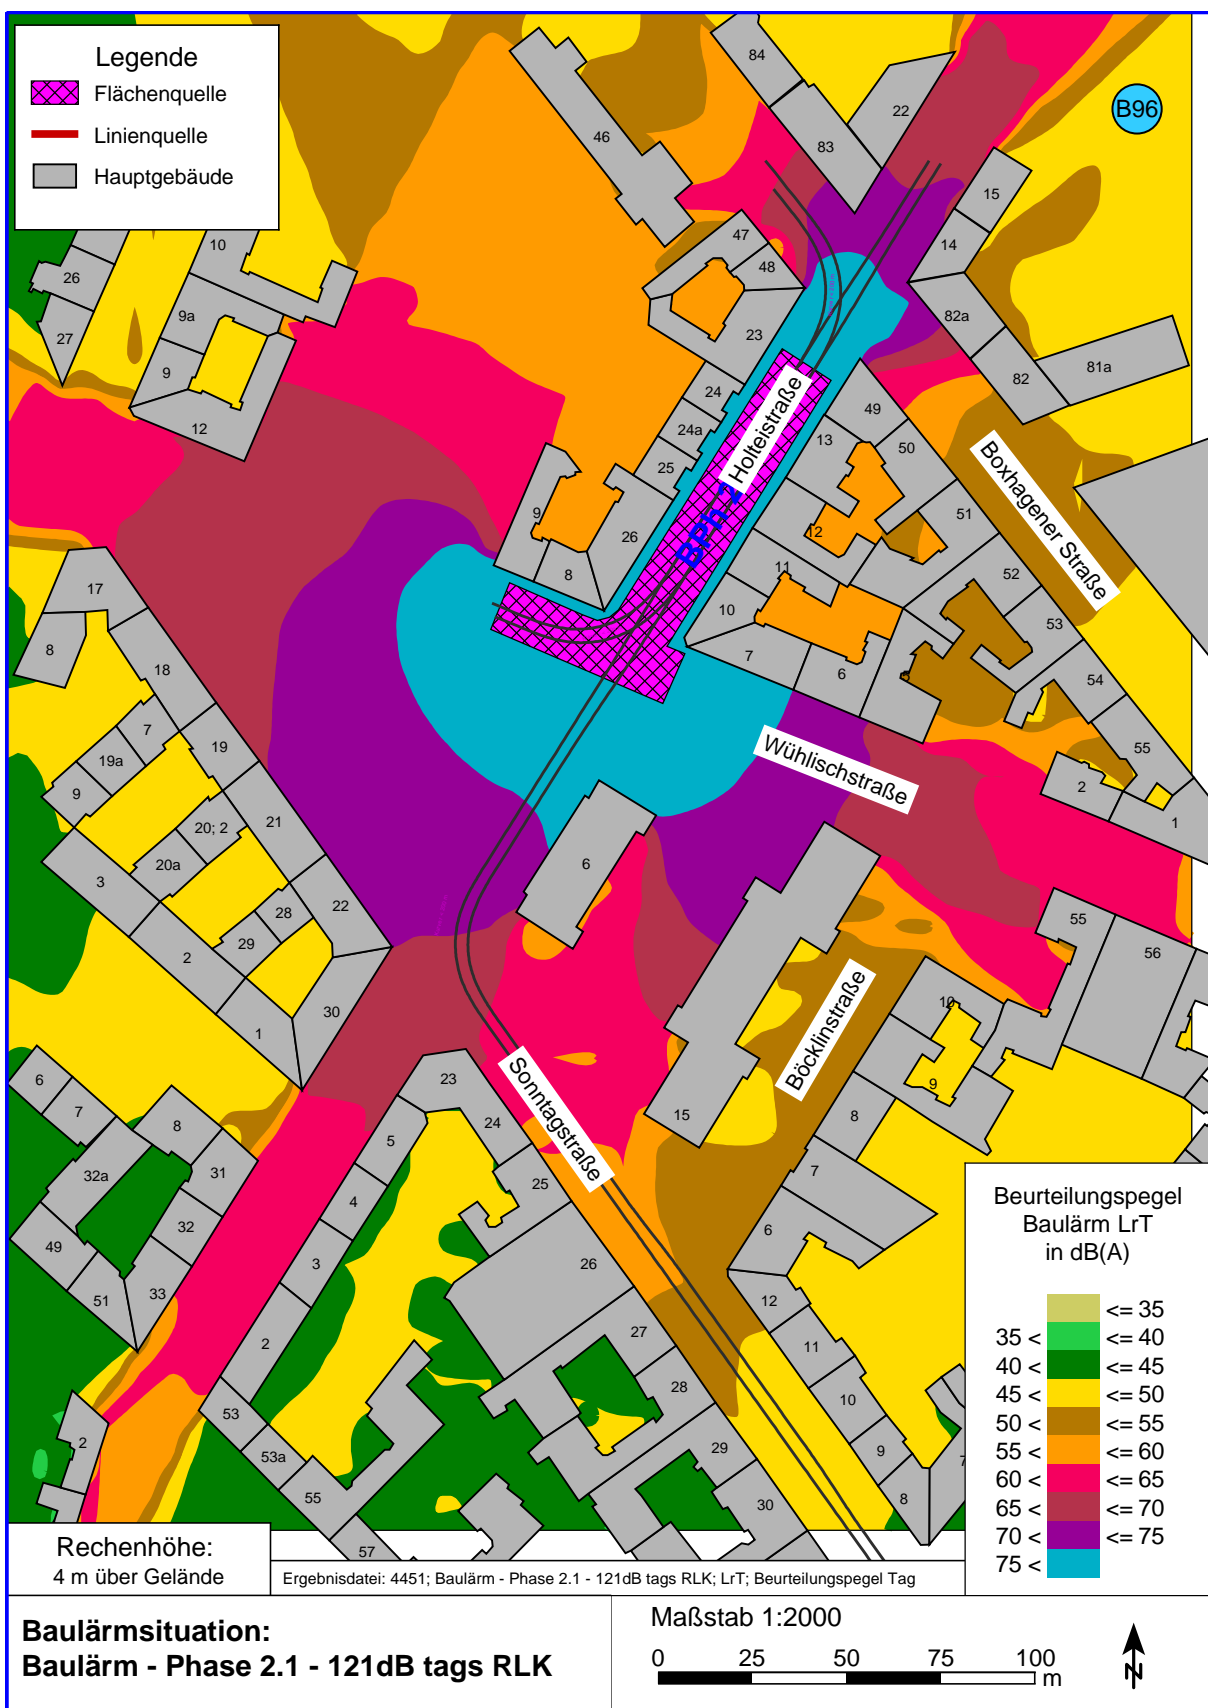 Legende
Flächenquelle
Linienquelle
Hauptgebäude
B96
84
22
83
46
15
14
47
48
82a
82
81a
23
10
26
9a
27
9
12
24
24a
25
49
50
13
Holteistraße
BPh 2
Boxhagener Straße
51
12
9
26
8
11
52
10
53
7
6
54
55
17
8
18
7
19
19a
9
Wühlischstraße
2
1
20; 2
21
20a
3
6
28
22
29
2
55
56
30
1
Böcklinstraße
10
9
15
8
6
7
8
23
24
5
Sonntagstraße
31
32a
25
4
7
32
49
3
26
6
51
33
12
27
11
2
28
10
53
29
9
53a
2
55
30
8
7
57
Beurteilungspegel
Baulärm LrT
in dB(A)
<= 35
35 < <= 40
40 < <= 45
45 < <= 50
50 < <= 55
55 < <= 60
60 < <= 65
65 < <= 70
70 < <= 75
75 <
Rechenhöhe:
4 m über Gelände
Ergebnisdatei: 4451; Baulärm - Phase 2.1 - 121dB tags RLK; LrT; Beurteilungspegel Tag
Baulärmsituation:
Baulärm - Phase 2.1 - 121dB tags RLK
Maßstab 1:2000
0 25 50 75 100
m
N